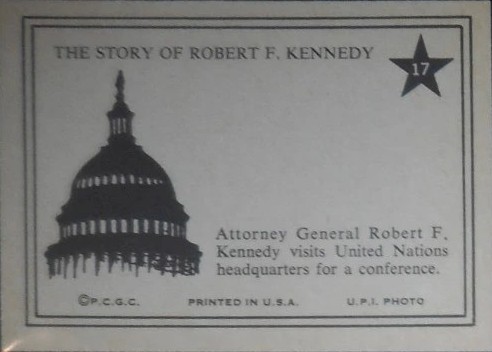 THE STORY OF ROBERT F. KENNEDY
17
Attorney General Robert F.
Kennedy visits United Nations
headquarters for a conference.
©P.C.G.C. PRINTED IN U.S.A. U.P.I. PHOTO